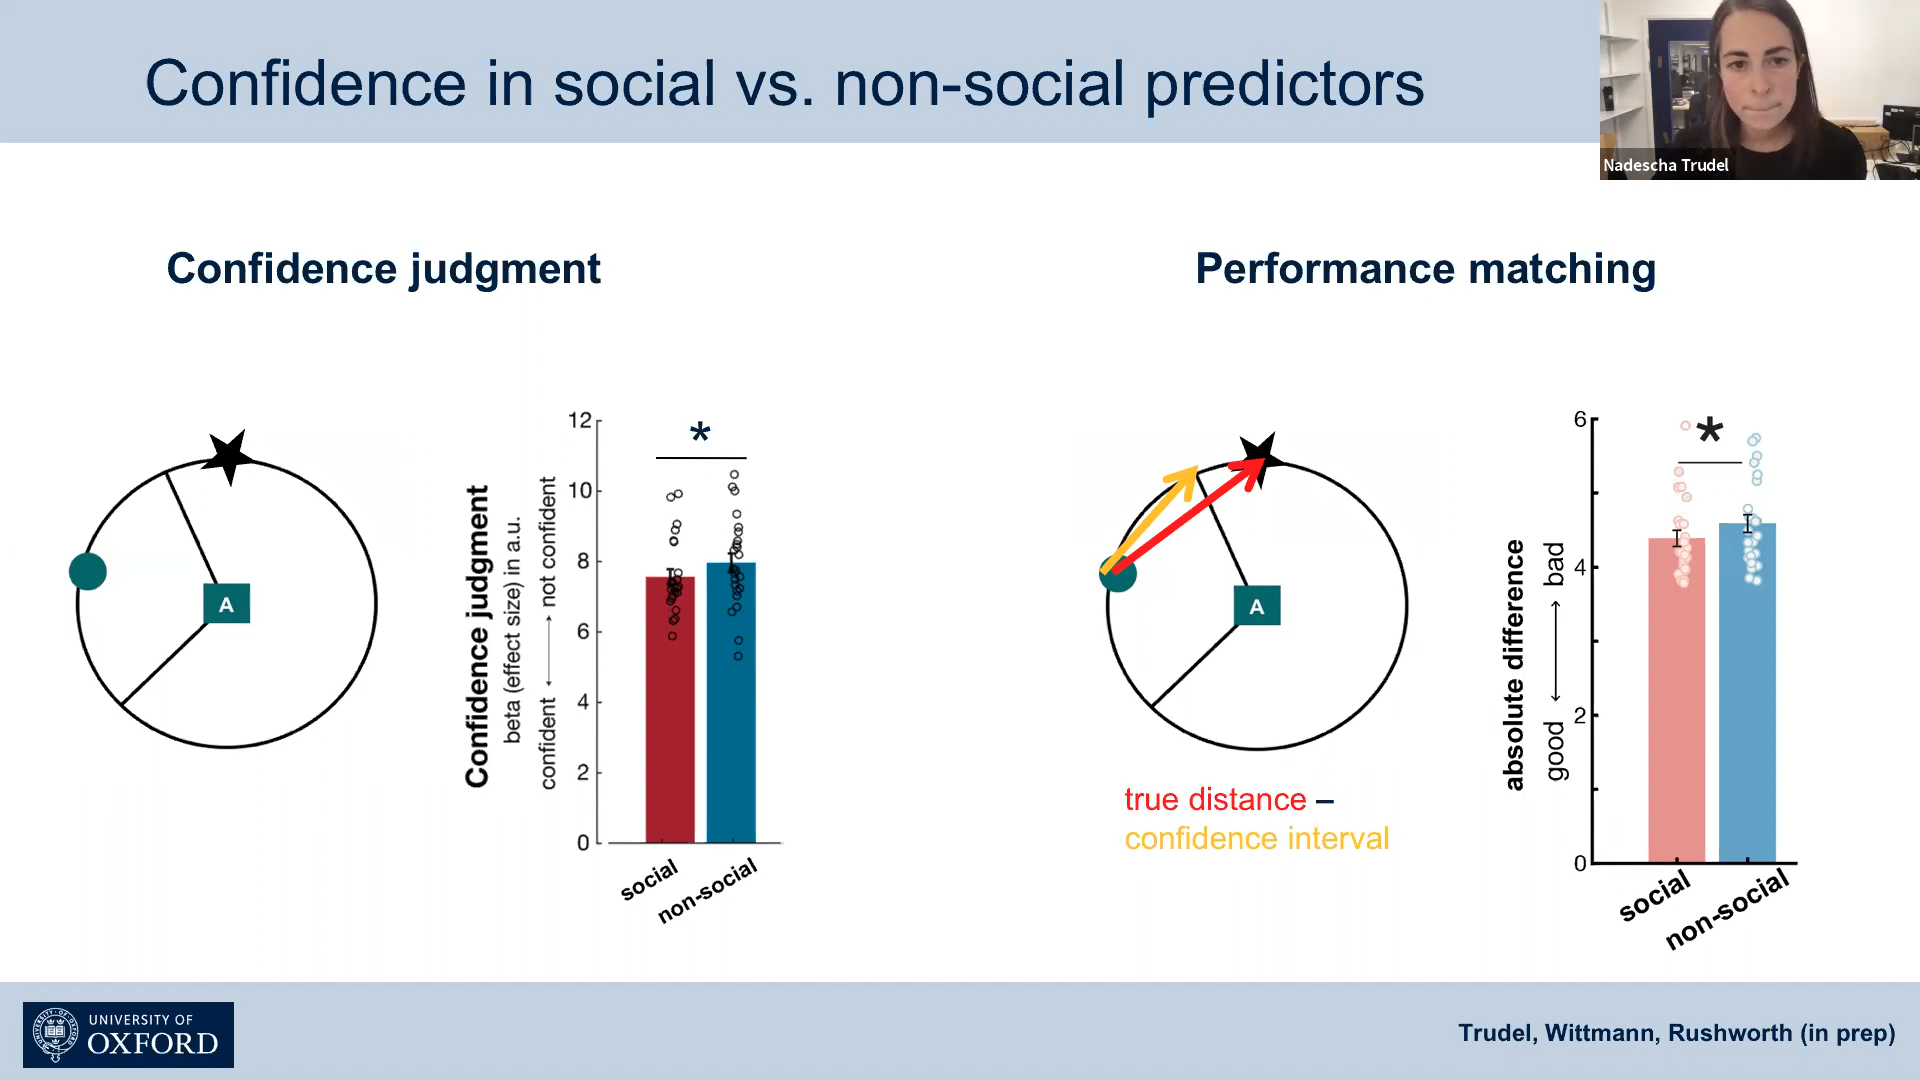 Confidence in social vs. non-social predictors
Nadescha Trudel
Confidence judgment
Performance matching
A
Confidence judgment
beta (effect size) in a.u.
confident ←→ not confident
12
10
8
6
4
2
0
*
social
non-social
A
true distance –
confidence interval
absolute difference
good ←→ bad
6
4
2
0
*
social
non-social
UNIVERSITY OF
OXFORD
Trudel, Wittmann, Rushworth (in prep)